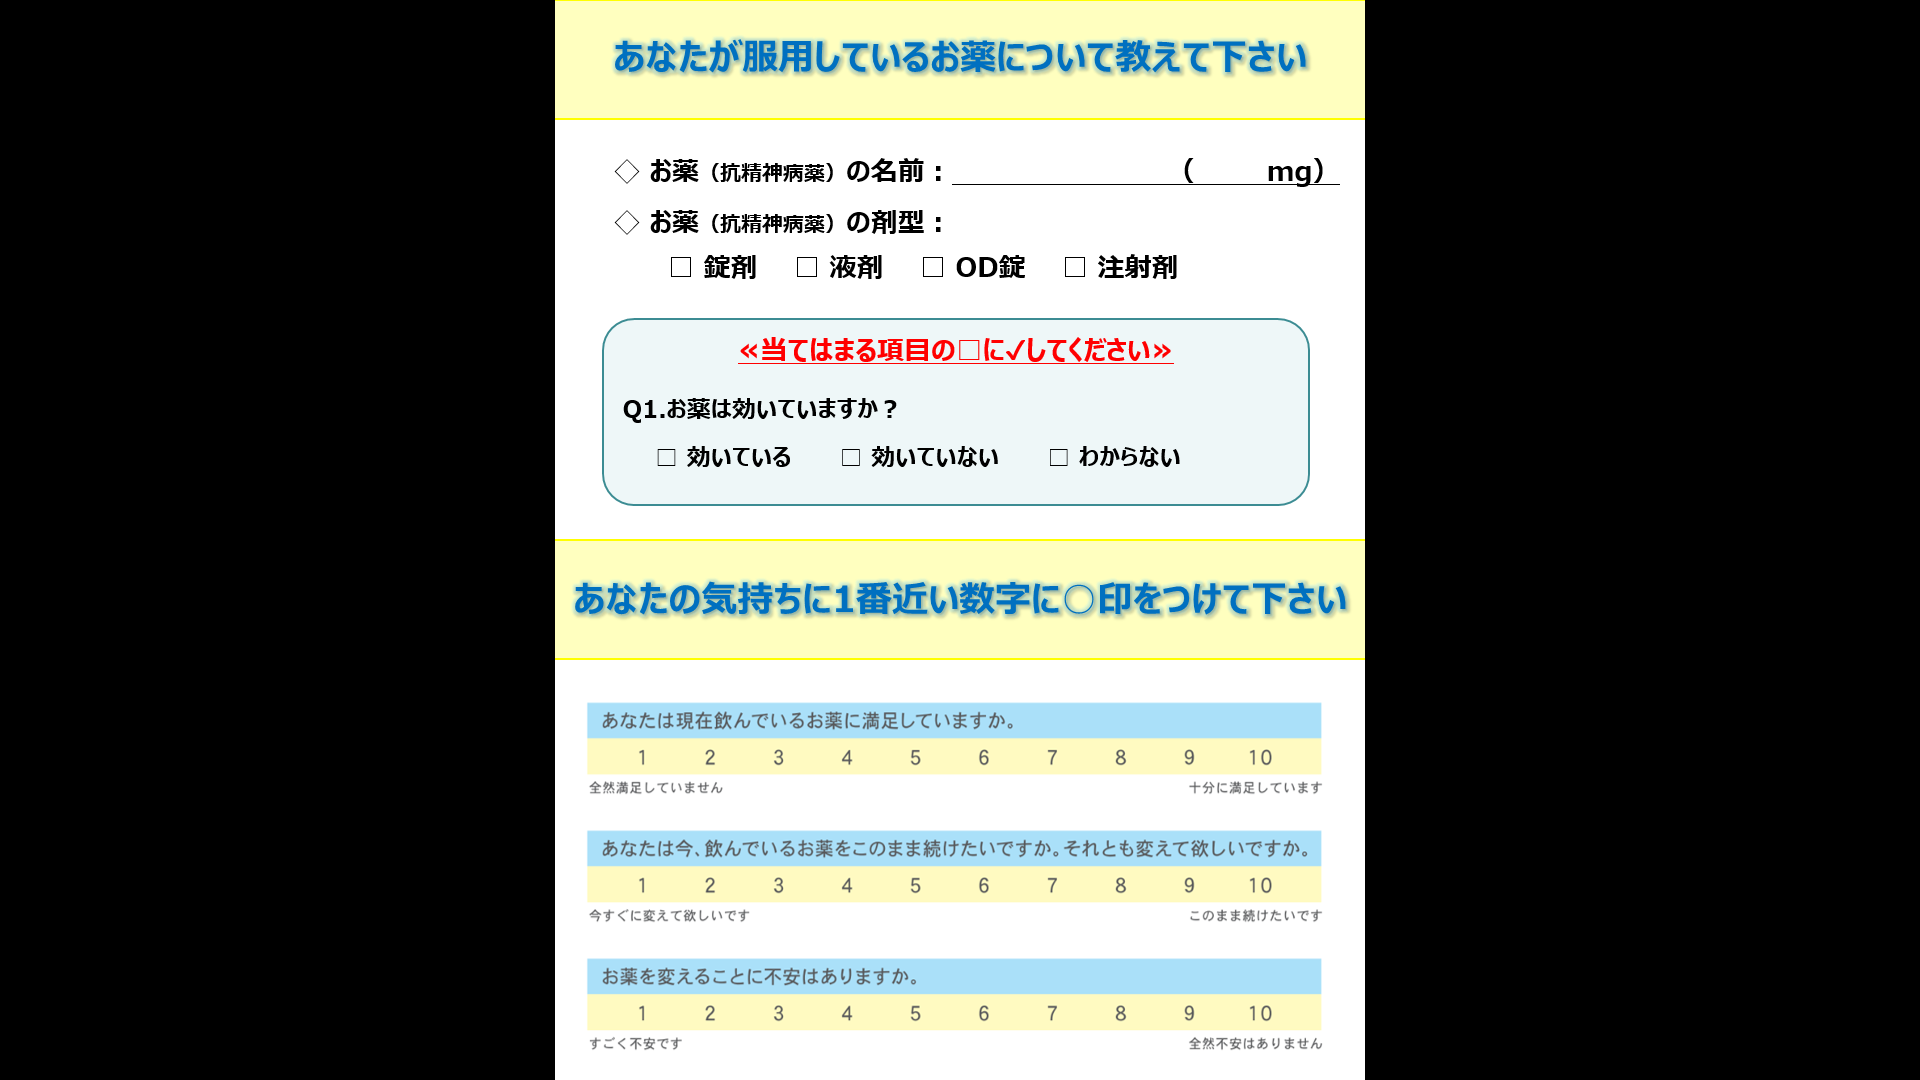 あなたが服用しているお薬について教えて下さい
◇ お薬（抗精神病薬）の名前：＿＿＿＿＿＿＿＿（　　mg）
◇ お薬（抗精神病薬）の剤型：
□ 錠剤　□ 液剤　□ OD錠　□ 注射剤
≪当てはまる項目の□に✓してください≫
Q1.お薬は効いていますか？
□ 効いている　□ 効いていない　□ わからない
あなたの気持ちに1番近い数字に○印をつけて下さい
あなたは現在飲んでいるお薬に満足していますか。
1 2 3 4 5 6 7 8 9 10
全然満足していません　十分に満足しています
あなたは今、飲んでいるお薬をこのまま続けたいですか。それとも変えて欲しいですか。
1 2 3 4 5 6 7 8 9 10
今すぐに変えて欲しいです　このまま続けたいです
お薬を変えることに不安はありますか。
1 2 3 4 5 6 7 8 9 10
すごく不安です　全然不安はありません